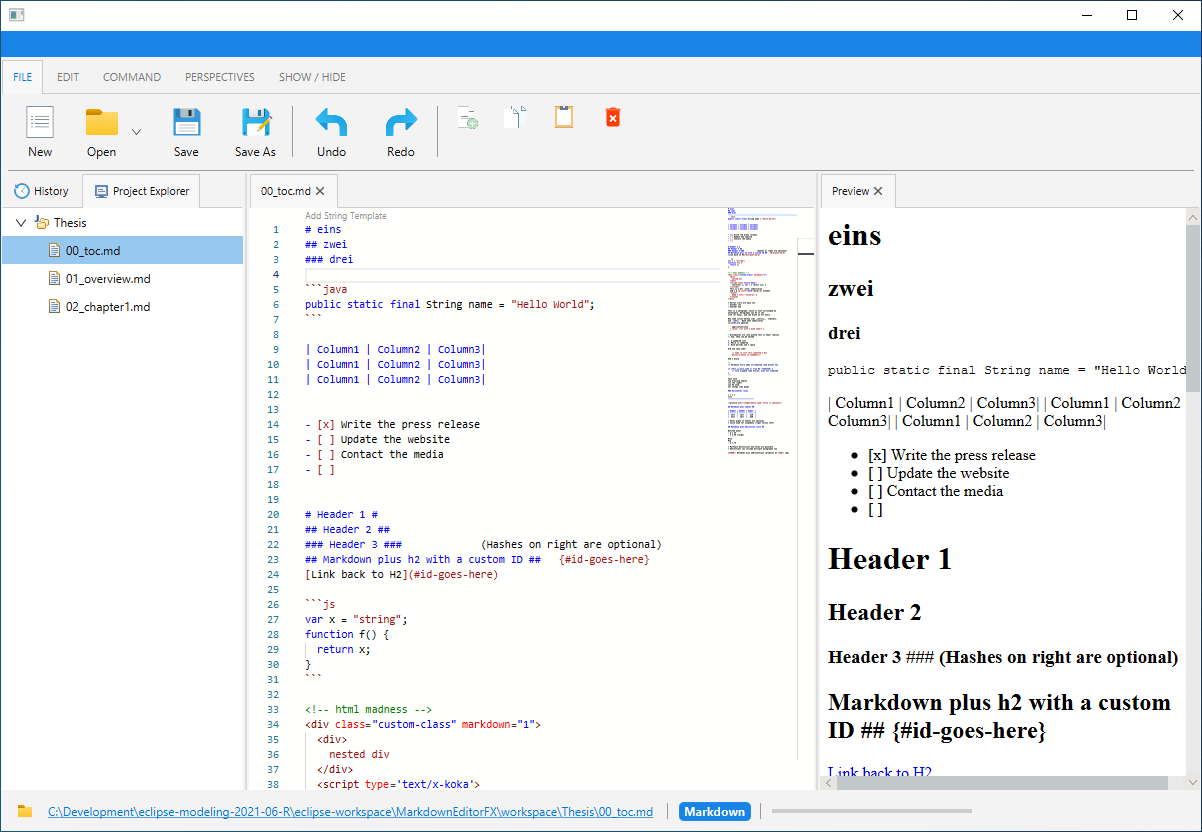 FILE EDIT COMMAND PERSPECTIVES SHOW / HIDE
New Open Save Save As Undo Redo
History Project Explorer
Thesis
00_toc.md
01_overview.md
02_chapter1.md
00_toc.md
Add String Template
1 # eins
2 ## zwei
3 ### drei
4
5 ```java
6 public static final String name = "Hello World";
7 ```
8
9 | Column1 | Column2 | Column3|
10 | Column1 | Column2 | Column3|
11 | Column1 | Column2 | Column3|
12
13
14 - [x] Write the press release
15 - [ ] Update the website
16 - [ ] Contact the media
17 - [ ]
18
19
20 # Header 1 #
21 ## Header 2 ##
22 ### Header 3 ###             (Hashes on right are optional)
23 ## Markdown plus h2 with a custom ID ##   {#id-goes-here}
24 [Link back to H2](#id-goes-here)
25
26 ```js
27 var x = "string";
28 function f() {
29   return x;
30 }
31 ```
32
33 <!-- html madness -->
34 <div class="custom-class" markdown="1">
35   <div>
36     nested div
37   </div>
38   <script type='text/x-koka'>
Preview
eins
zwei
drei
public static final String name = "Hello World
| Column1 | Column2 | Column3| | Column1 | Column2
Column3| | Column1 | Column2 | Column3|
[x] Write the press release
[ ] Update the website
[ ] Contact the media
[ ]
Header 1
Header 2
Header 3 ### (Hashes on right are optional)
Markdown plus h2 with a custom
ID ## {#id-goes-here}
Link back to H2
C:\Development\eclipse-modeling-2021-06-R\eclipse-workspace\MarkdownEditorFX\workspace\Thesis\00_toc.md
Markdown